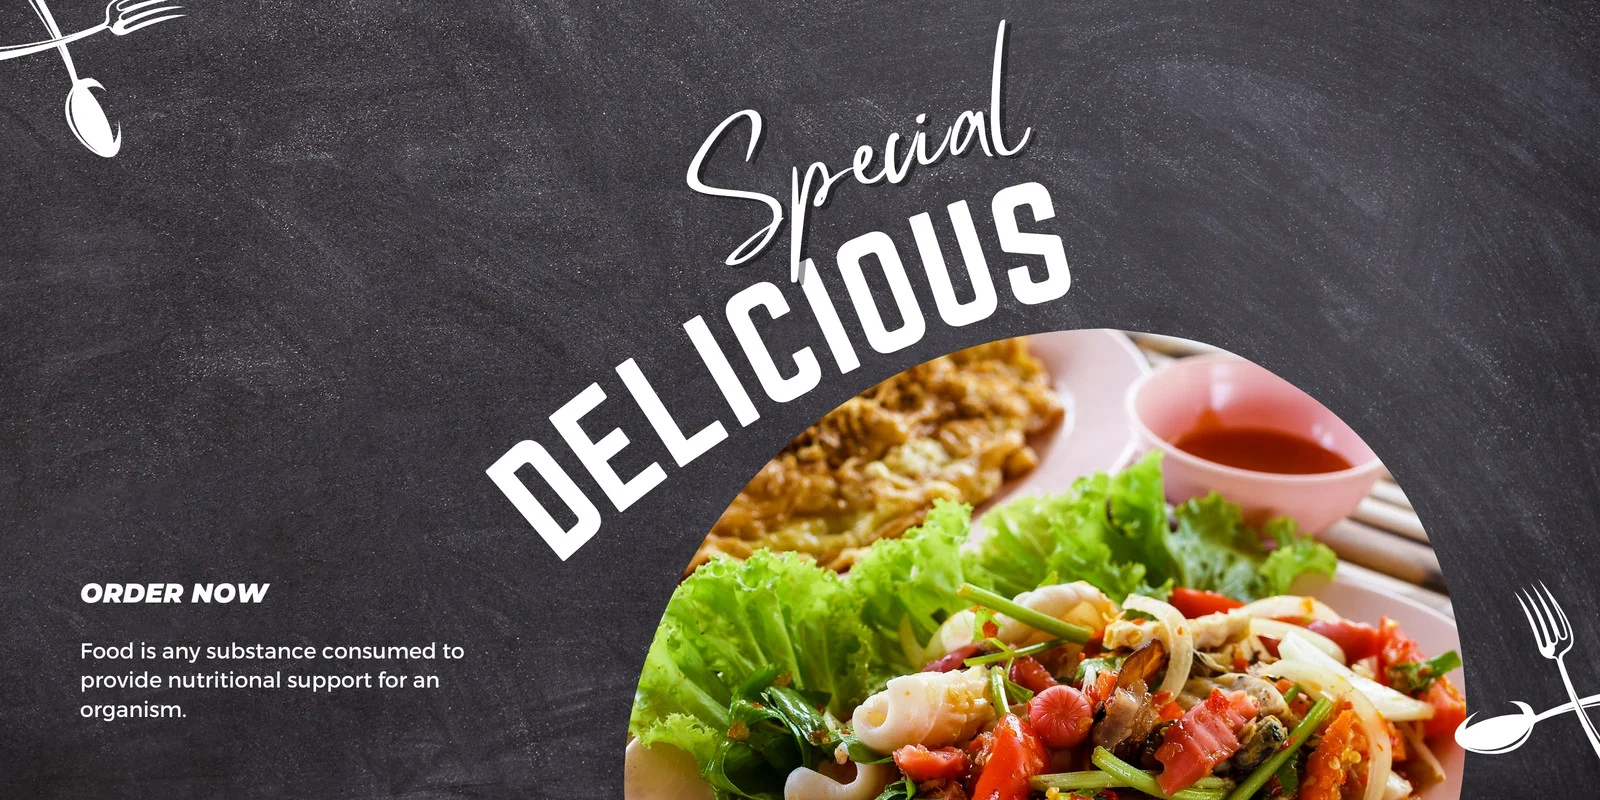 Special
DELICIOUS
ORDER NOW
Food is any substance consumed to
provide nutritional support for an
organism.